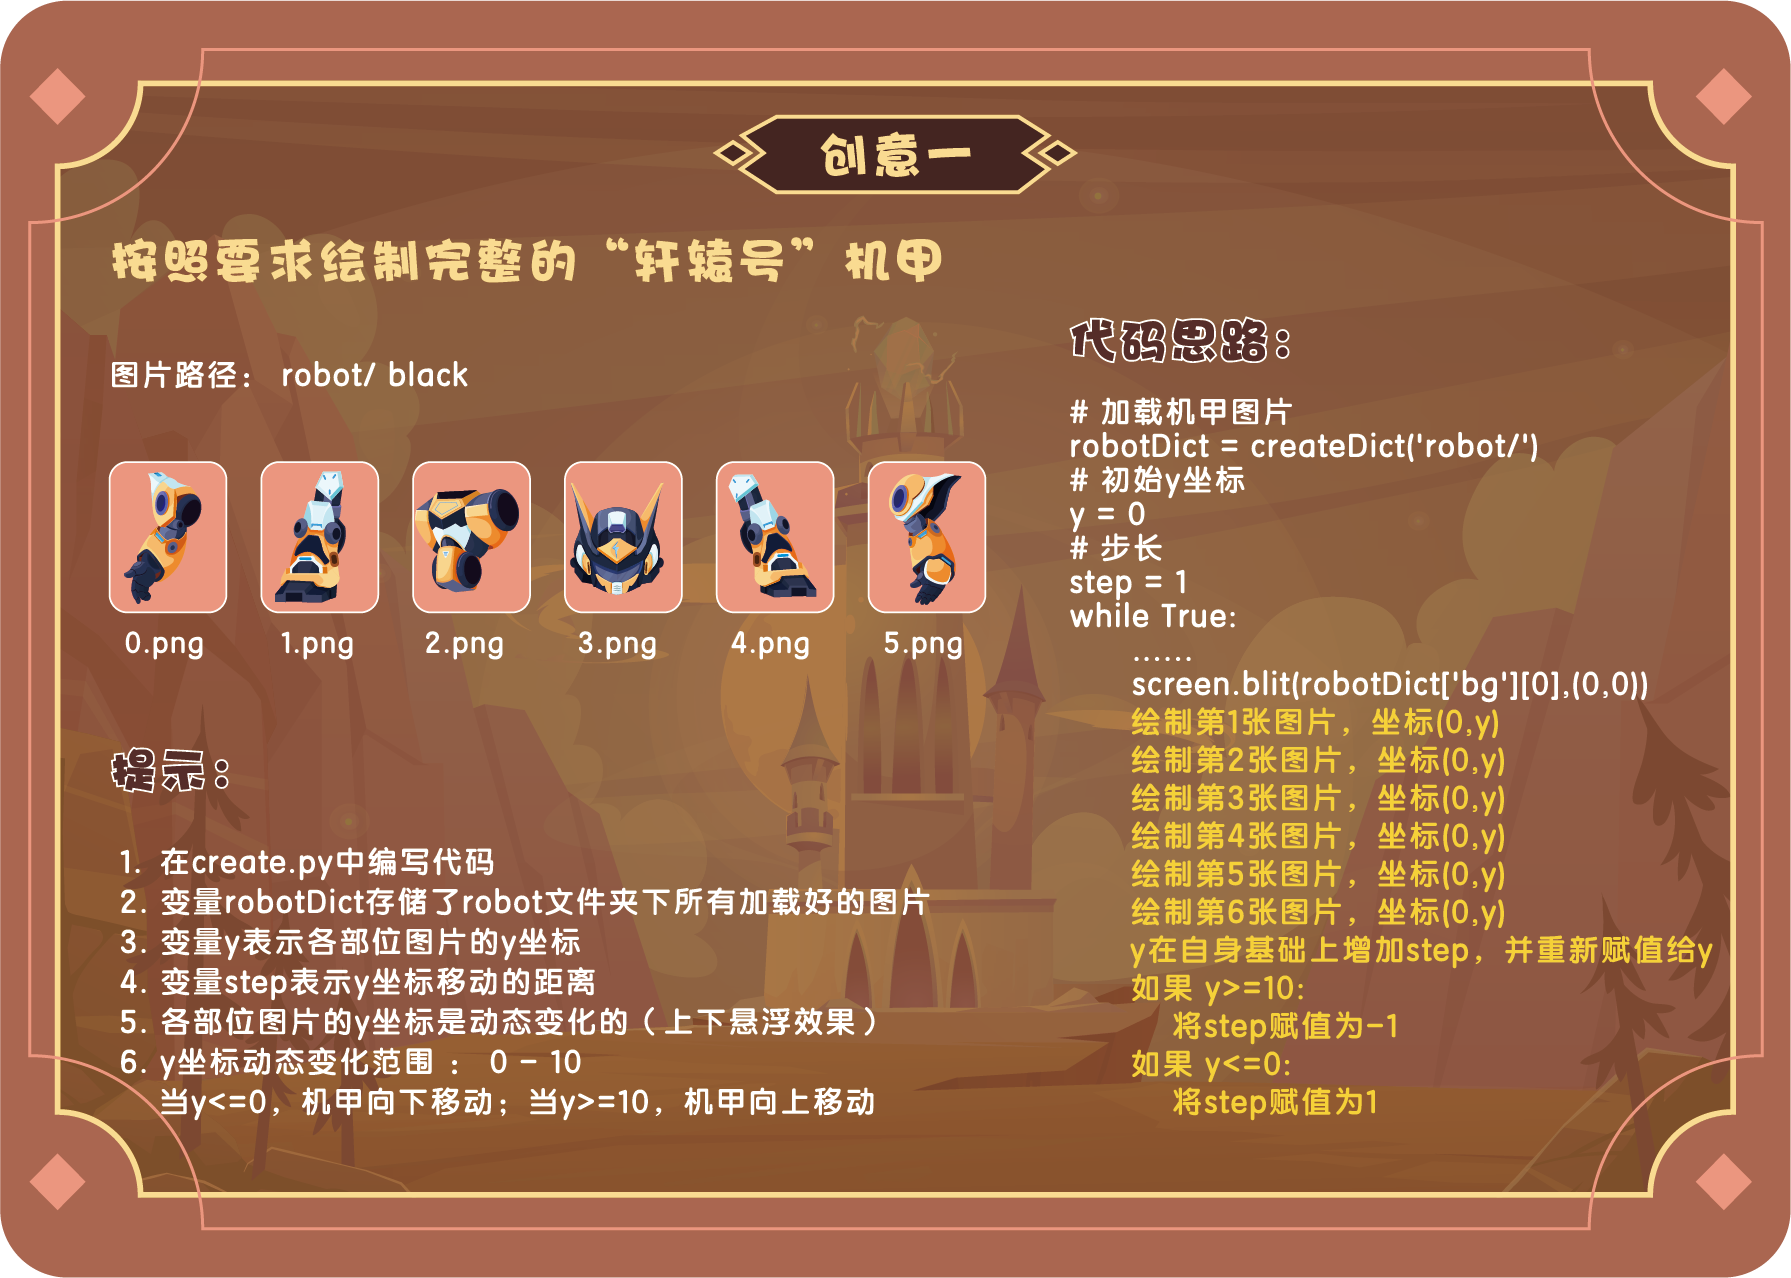 创意一
按照要求绘制完整的“轩辕号”机甲
图片路径： robot/ black
0.png
1.png
2.png
3.png
4.png
5.png
提示：
1. 在create.py中编写代码
2. 变量robotDict存储了robot文件夹下所有加载好的图片
3. 变量y表示各部位图片的y坐标
4. 变量step表示y坐标移动的距离
5. 各部位图片的y坐标是动态变化的（上下悬浮效果）
6. y坐标动态变化范围 ： 0 - 10
当y<=0，机甲向下移动；当y>=10，机甲向上移动
代码思路：
# 加载机甲图片
robotDict = createDict('robot/')
# 初始y坐标
y = 0
# 步长
step = 1
while True:
......
screen.blit(robotDict['bg'][0],(0,0))
绘制第1张图片，坐标(0,y)
绘制第2张图片，坐标(0,y)
绘制第3张图片，坐标(0,y)
绘制第4张图片，坐标(0,y)
绘制第5张图片，坐标(0,y)
绘制第6张图片，坐标(0,y)
y在自身基础上增加step，并重新赋值给y
如果 y>=10:
将step赋值为-1
如果 y<=0:
将step赋值为1